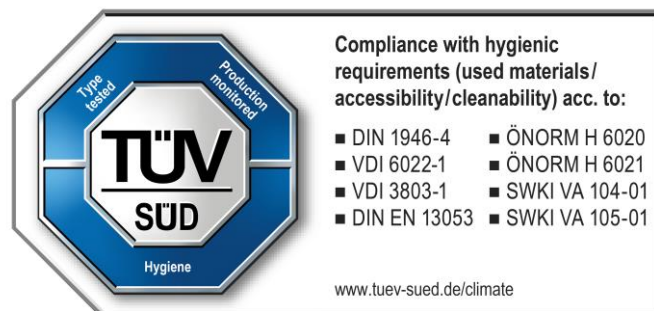 Type
tested
Production
monitored
TÜV
SÜD
Hygiene
Compliance with hygienic
requirements (used materials/
accessibility/cleanability) acc. to:
■ DIN 1946-4 ■ ÖNORM H 6020
■ VDI 6022-1 ■ ÖNORM H 6021
■ VDI 3803-1 ■ SWKI VA 104-01
■ DIN EN 13053 ■ SWKI VA 105-01
www.tuev-sued.de/climate